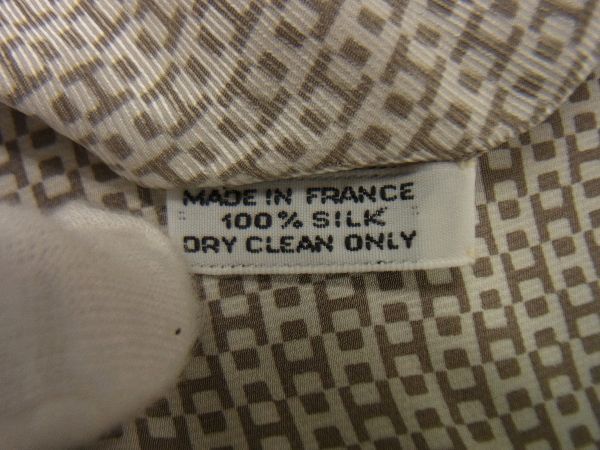 MADE IN FRANCE
100% SILK
DRY CLEAN ONLY